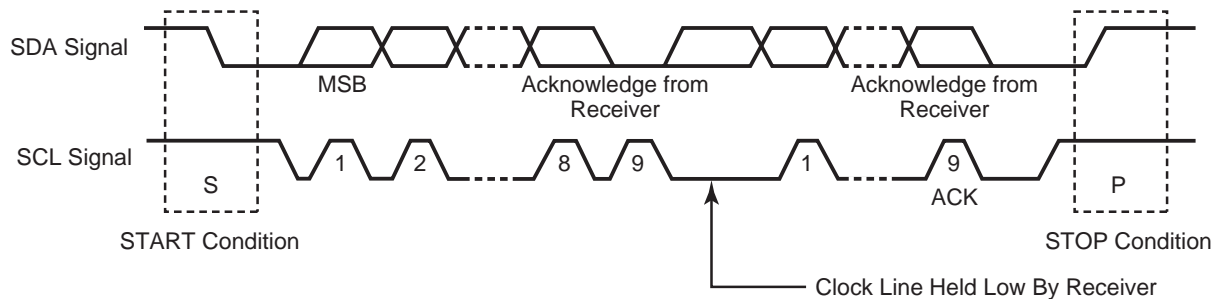 SDA Signal
MSB
Acknowledge from
Receiver
Acknowledge from
Receiver
SCL Signal
S
1
2
8
9
1
9
ACK
P
START Condition
STOP Condition
Clock Line Held Low By Receiver